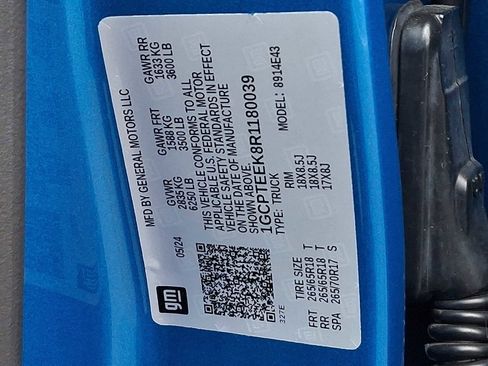 gm
MFD BY GENERAL MOTORS LLC
05/24
GVWR GAWR FRT GAWR RR
2835 KG 1588 KG 1633 KG
6250 LB 3500 LB 3600 LB
THIS VEHICLE CONFORMS TO ALL
APPLICABLE U.S. FEDERAL MOTOR
VEHICLE SAFETY STANDARDS IN EFFECT
ON THE DATE OF MANUFACTURE
SHOWN ABOVE.
1GCPTEEK8R1180039
TYPE: TRUCK MODEL: 8914E43
TIRE SIZE RIM
FRT 265/65R18 T 18X8.5J
RR 265/65R18 T 18X8.5J
SPA 265/70R17 S 17X8J
327E